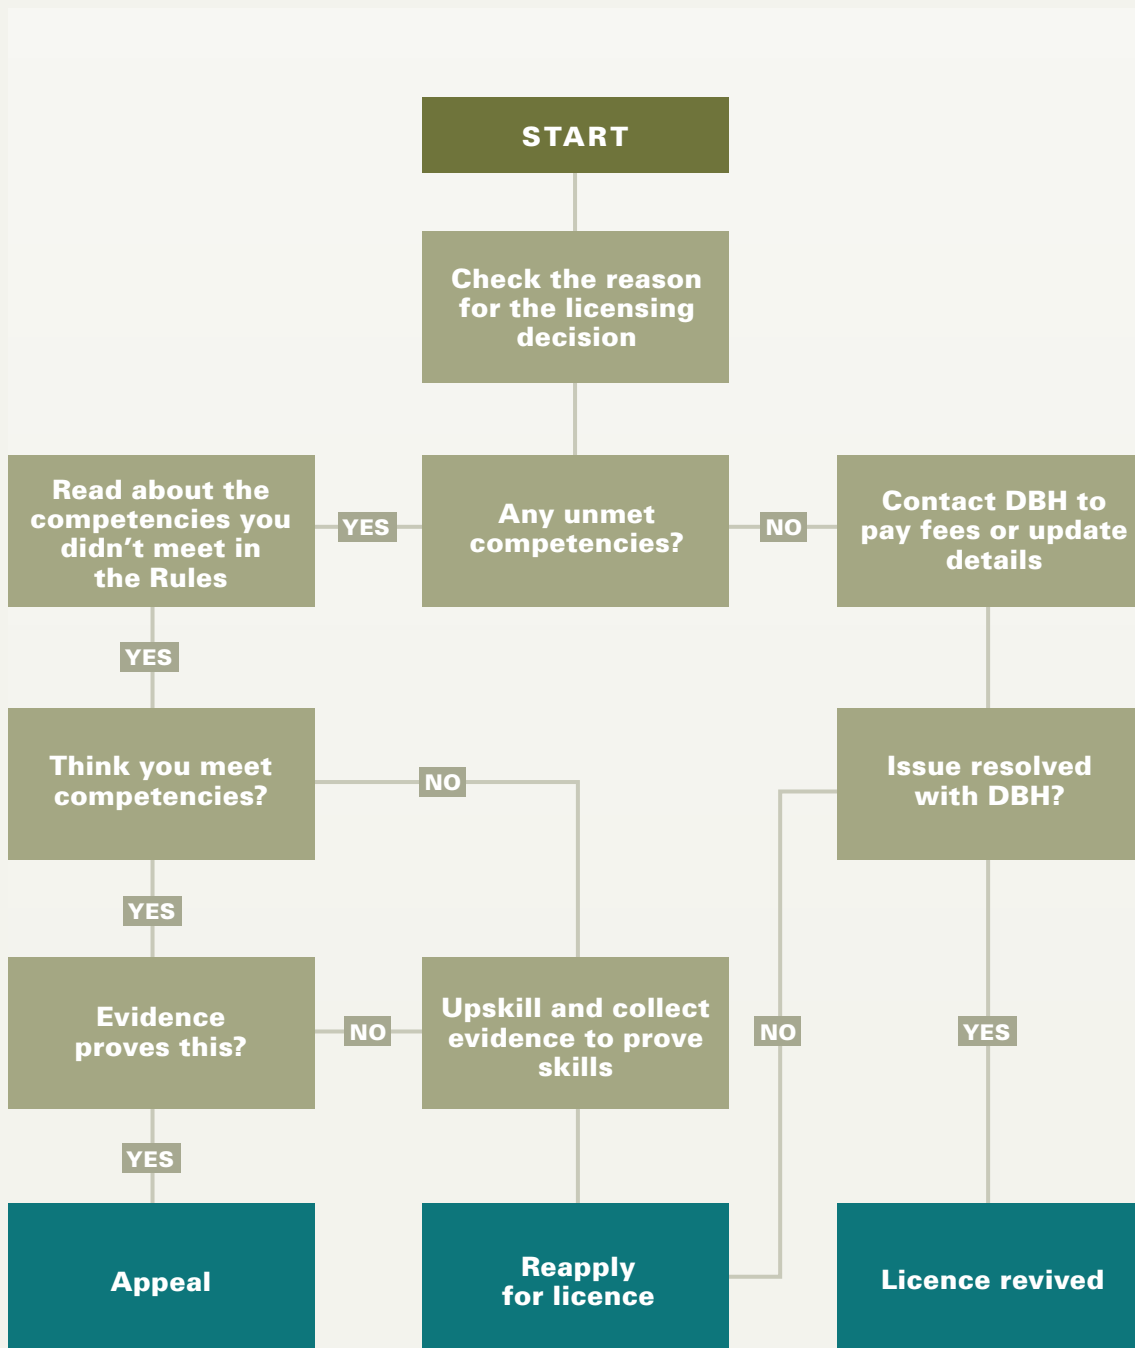 START
Check the reason
for the licensing
decision
Read about the
competencies you
didn't meet in
the Rules
YES
Any unmet
competencies?
NO
Contact DBH to
pay fees or update
details
YES
Think you meet
competencies?
NO
Issue resolved
with DBH?
YES
Evidence
proves this?
NO
Upskill and collect
evidence to prove
skills
NO
YES
YES
Appeal
Reapply
for licence
Licence revived